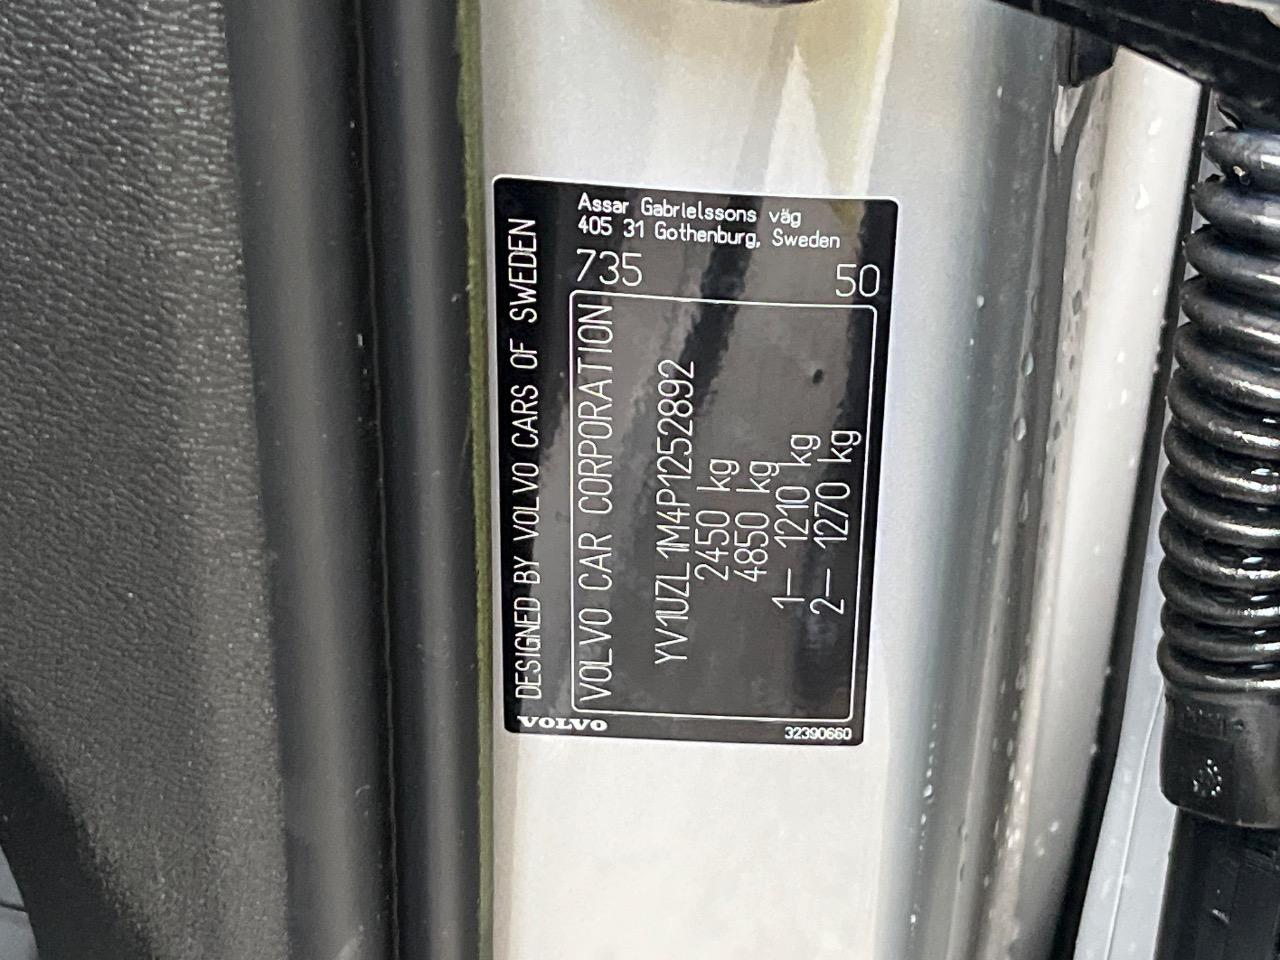 Assar Gabrielssons väg
405 31 Gothenburg, Sweden
735 50
DESIGNED BY VOLVO CARS OF SWEDEN
VOLVO CAR CORPORATION
YV1UZL1M4P1252892
2450 kg
4850 kg
1– 1210 kg
2– 1270 kg
VOLVO
32390660